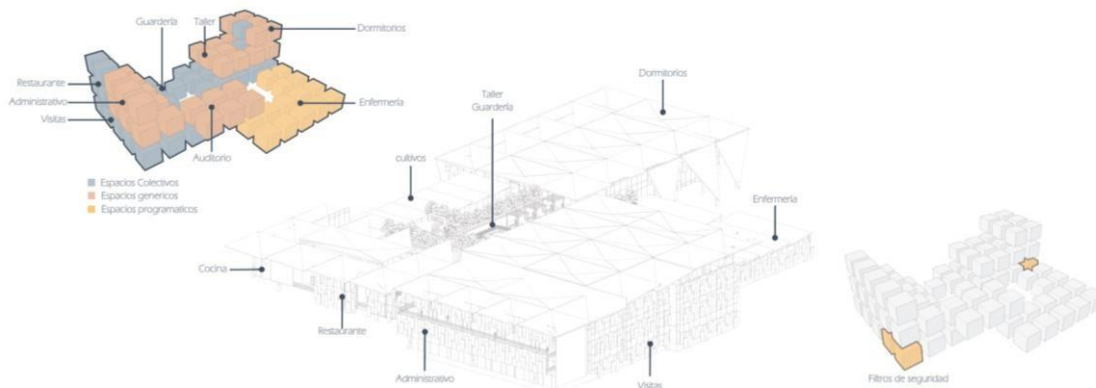 Guardería
Taller
Dormitorios
Restaurante
Administrativo
Visitas
Enfermería
Auditorio
Espacios Colectivos
Espacios genericos
Espacios programaticos
Dormitorios
Taller
Guardería
cultivos
Enfermería
Cocina
Restaurante
Administrativo
Visitas
Filtros de seguridad